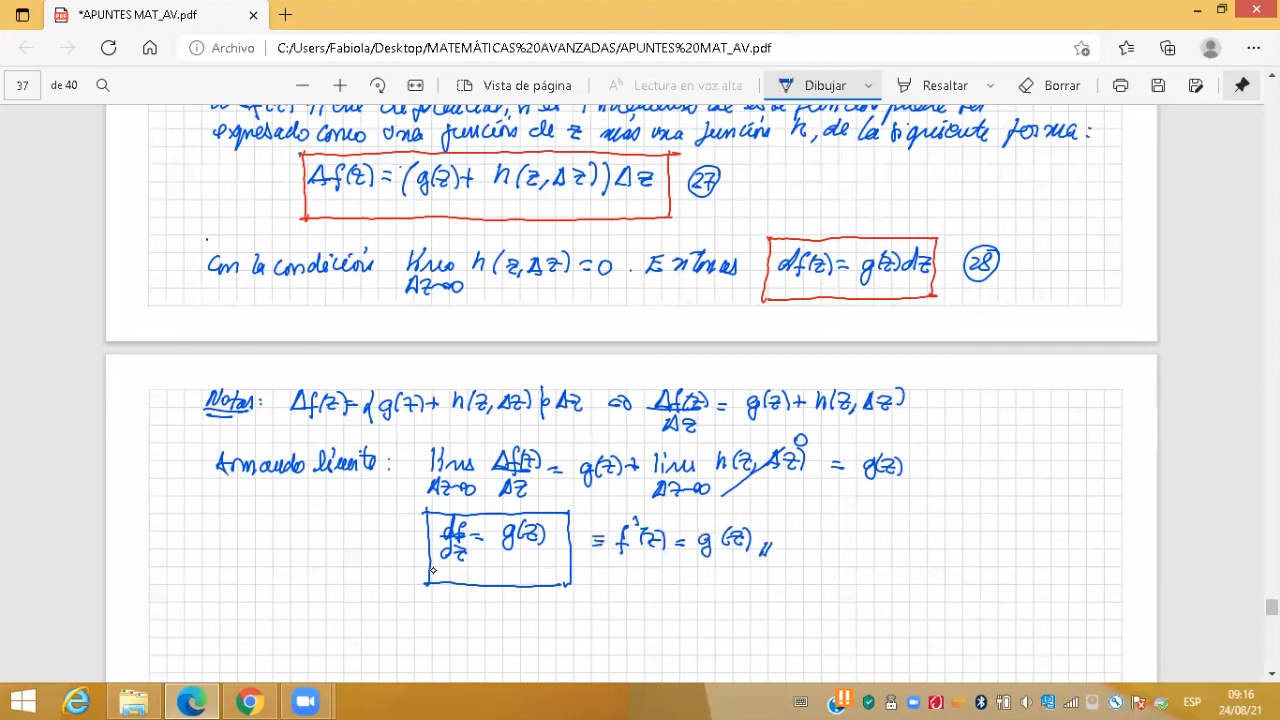 *APUNTES MAT_AV.pdf
Archivo C:/Users/Fabiola/Desktop/MATEMÁTICAS%20AVANZADAS/APUNTES%20MAT_AV.pdf
37 de 40 Vista de página Lectura en voz alta Dibujar Resaltar Borrar
expresado como una función de z más una función h, de la siguiente forma:
Δf(z) = (g(z) + h(z, Δz)) Δz (27)
Con la condición lím h(z, Δz) = 0. Entonces df(z) = g(z)dz (28)
Δz→0
Notas: Δf(z) = {g(z) + h(z, Δz)} Δz ⇔ Δf(z)/Δz = g(z) + h(z, Δz)
Tomando límite: lím Δf(z)/Δz = g(z) + lím h(z, Δz) 0 = g(z)
Δz→0 Δz→0
df/dz = g(z) ≡ f'(z) = g(z) //
ESP 09:16
24/08/21